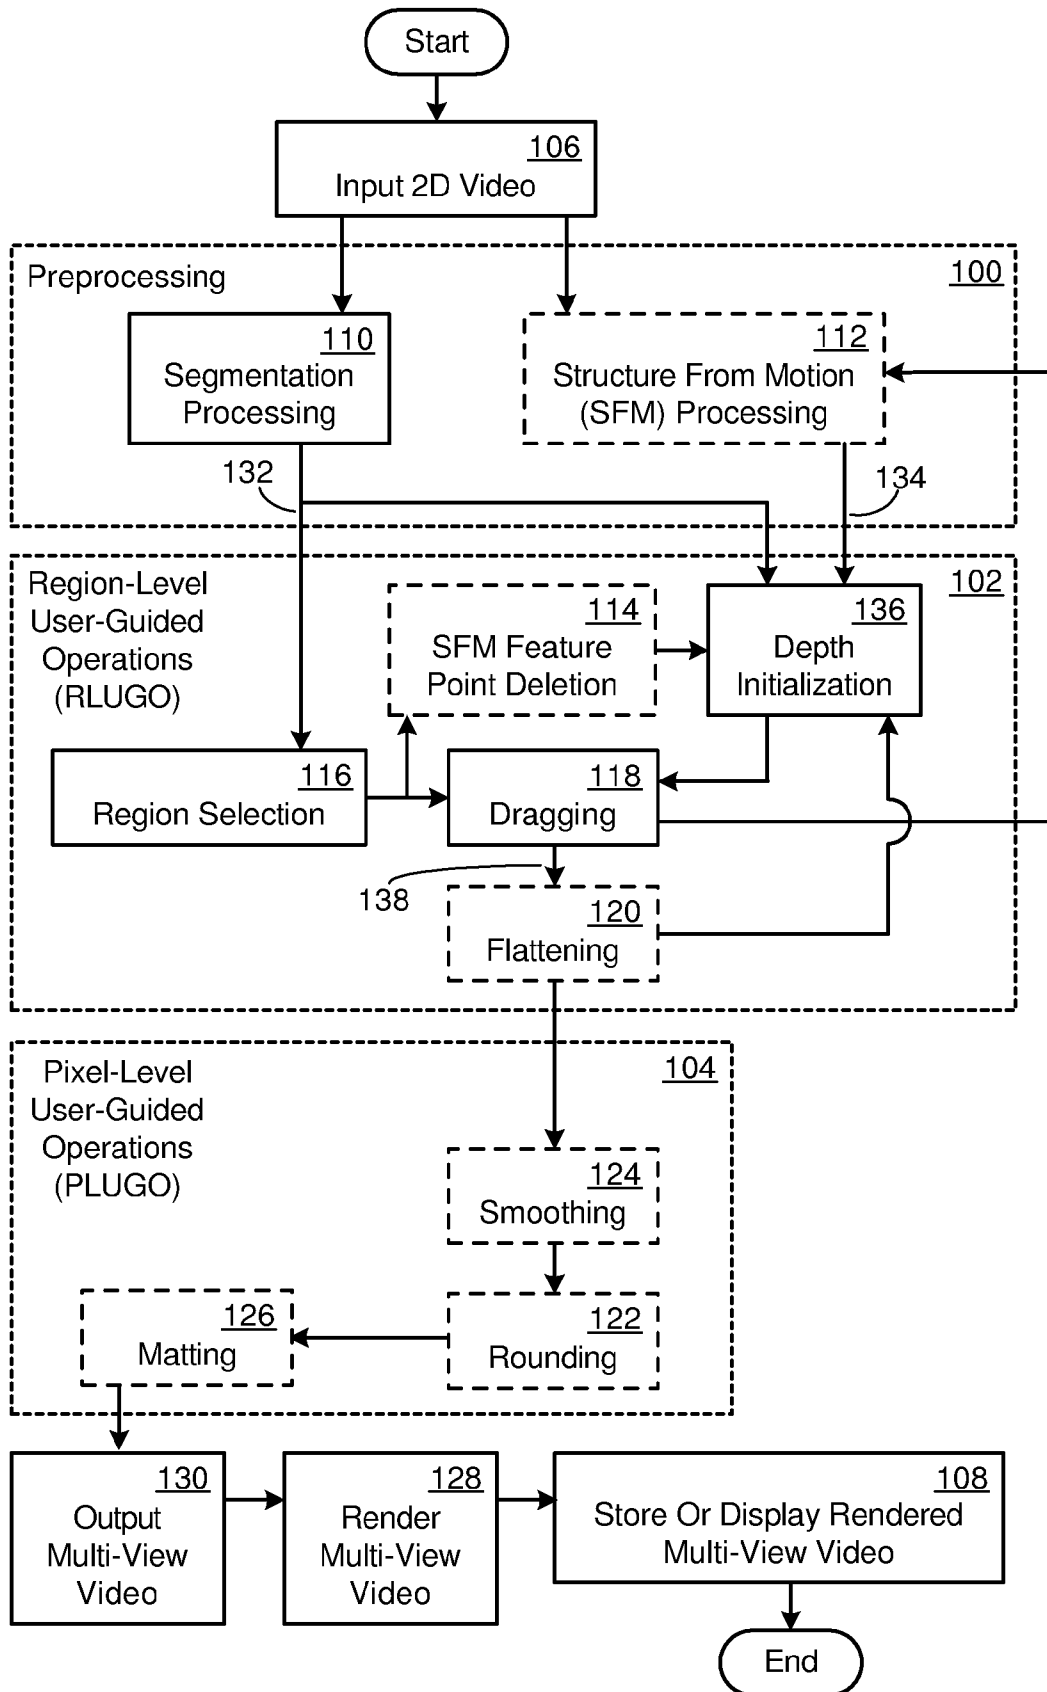 Start
106
Input 2D Video
Preprocessing
100
110
Segmentation
Processing
112
Structure From Motion
(SFM) Processing
132
134
Region-Level
User-Guided
Operations
(RLUGO)
102
114
SFM Feature
Point Deletion
136
Depth
Initialization
116
Region Selection
118
Dragging
138
120
Flattening
Pixel-Level
User-Guided
Operations
(PLUGO)
104
124
Smoothing
126
Matting
122
Rounding
130
Output
Multi-View
Video
128
Render
Multi-View
Video
108
Store Or Display Rendered
Multi-View Video
End